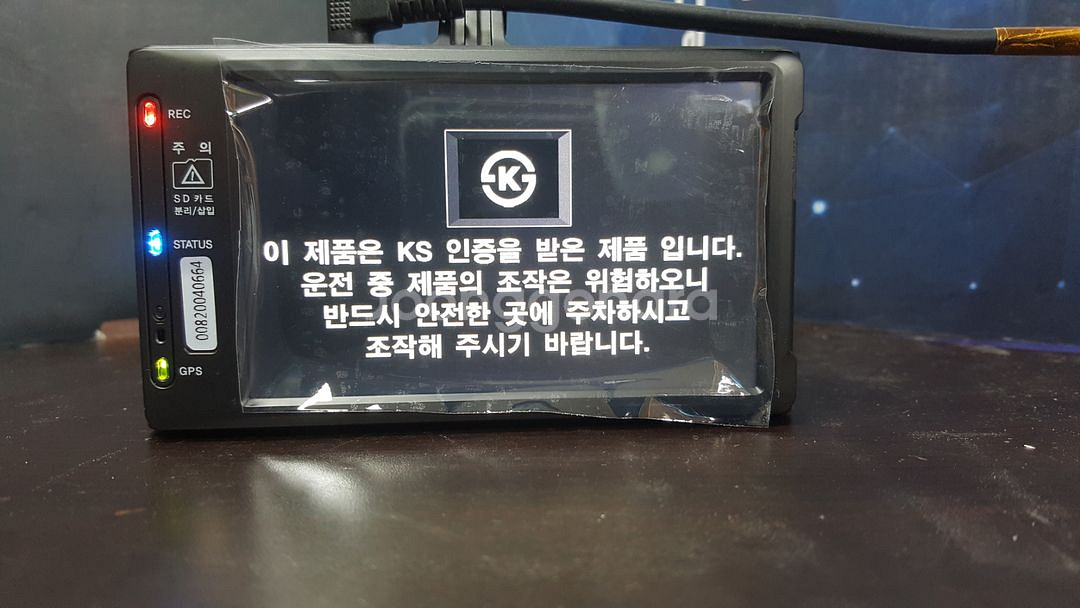 REC
주 의
SD카드
분리/삽입
STATUS
00820040664
GPS
K
이 제품은 KS 인증을 받은 제품 입니다.
운전 중 제품의 조작은 위험하오니
반드시 안전한 곳에 주차하시고
조작해 주시기 바랍니다.
joonggonara